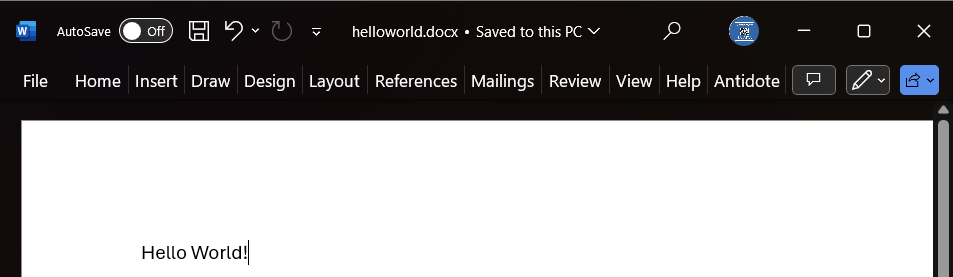 AutoSave Off helloworld.docx • Saved to this PC
File Home Insert Draw Design Layout References Mailings Review View Help Antidote
Hello World!